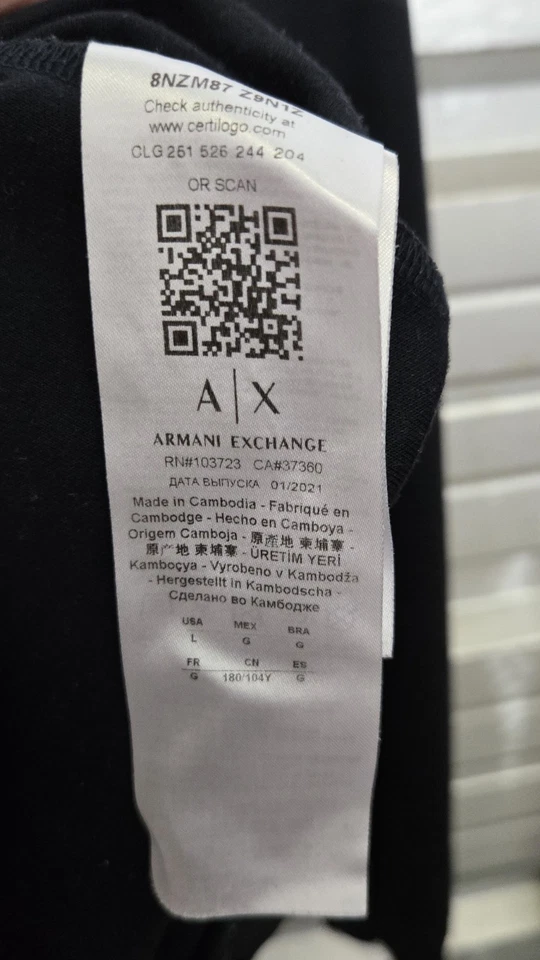 8NZM87 Z9N1Z
Check authenticity at
www certilogo com
CLG 261 526 244 204
OR SCAN
A|X
ARMANI EXCHANGE
RN#103723 CA#37360
ДАТА ВЫПУСКА 01/2021
Made in Cambodia - Fabriqué en
Cambodge - Hecho en Camboya -
Origem Camboja - 原產地 柬埔寨 -
原产地 柬埔寨 - ÜRETİM YERİ
Kamboçya - Vyrobeno v Kambodža
- Hergestellt in Kambodscha -
Сделано во Камбодже
USA MEX BRA
L G G
FR CN ES
G 180/104Y G